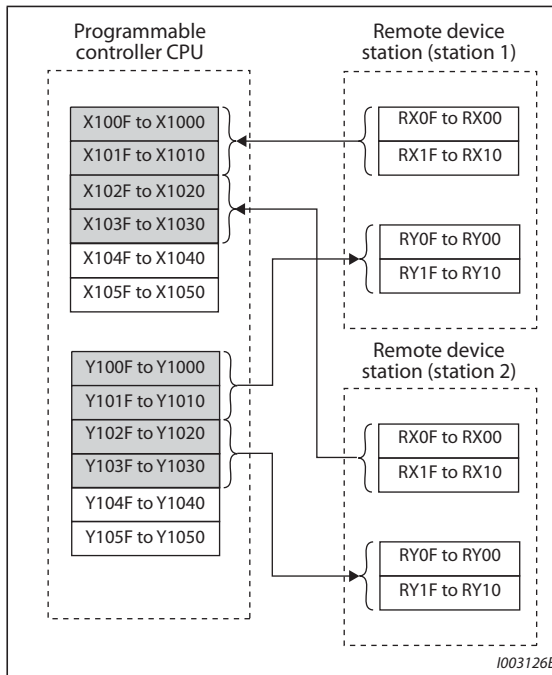 Programmable
controller CPU
X100F to X1000
X101F to X1010
X102F to X1020
X103F to X1030
X104F to X1040
X105F to X1050
Y100F to Y1000
Y101F to Y1010
Y102F to Y1020
Y103F to Y1030
Y104F to Y1040
Y105F to Y1050
Remote device
station (station 1)
RX0F to RX00
RX1F to RX10
RY0F to RY00
RY1F to RY10
Remote device
station (station 2)
RX0F to RX00
RX1F to RX10
RY0F to RY00
RY1F to RY10
I003126E